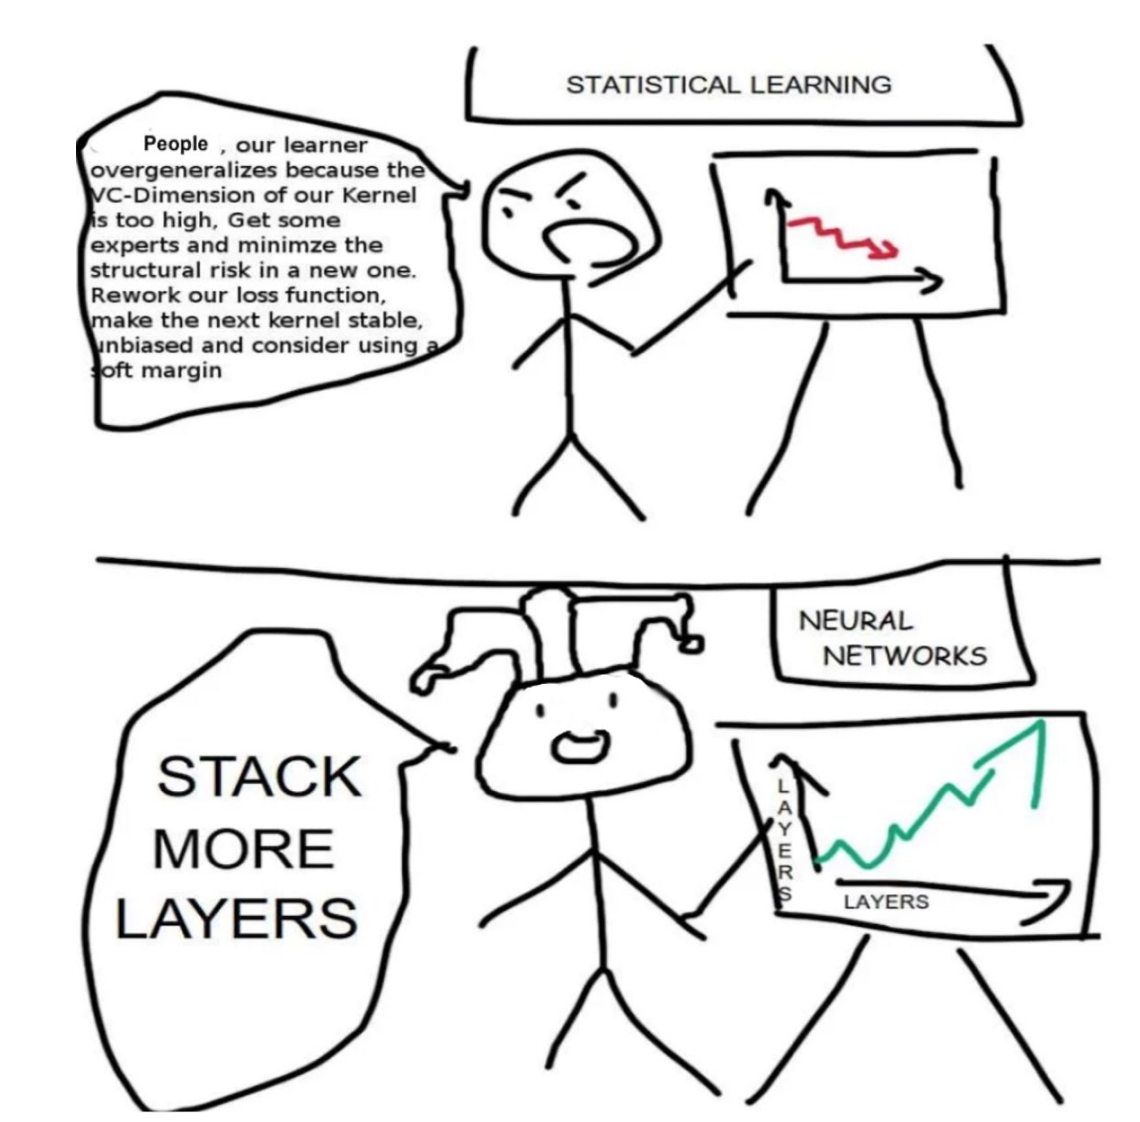 STATISTICAL LEARNING
People , our learner
overgeneralizes because the
VC-Dimension of our Kernel
is too high, Get some
experts and minimze the
structural risk in a new one.
Rework our loss function,
make the next kernel stable,
unbiased and consider using a
soft margin
NEURAL
NETWORKS
STACK
MORE
LAYERS
LAYERS
LAYERS